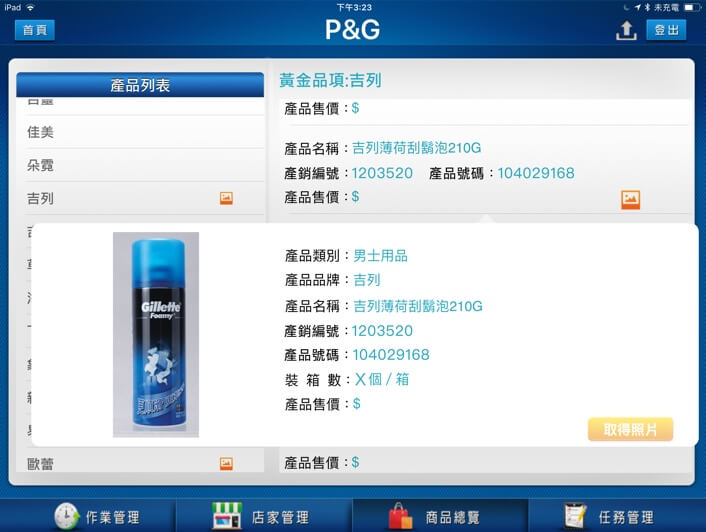 iPad
下午3:23
未充電
首頁
P&G
登出
產品列表
佳美
朵霓
吉列
歐蕾
黃金品項:吉列
產品售價：$
產品名稱：吉列薄荷刮鬍泡210G
產銷編號：1203520 產品號碼：104029168
產品售價：$
Gillette
Foamy
產品類別：男士用品
產品品牌：吉列
產品名稱：吉列薄荷刮鬍泡210G
產銷編號：1203520
產品號碼：104029168
裝 箱 數：X個／箱
產品售價：$
取得照片
產品售價：$
作業管理
店家管理
商品總覽
任務管理